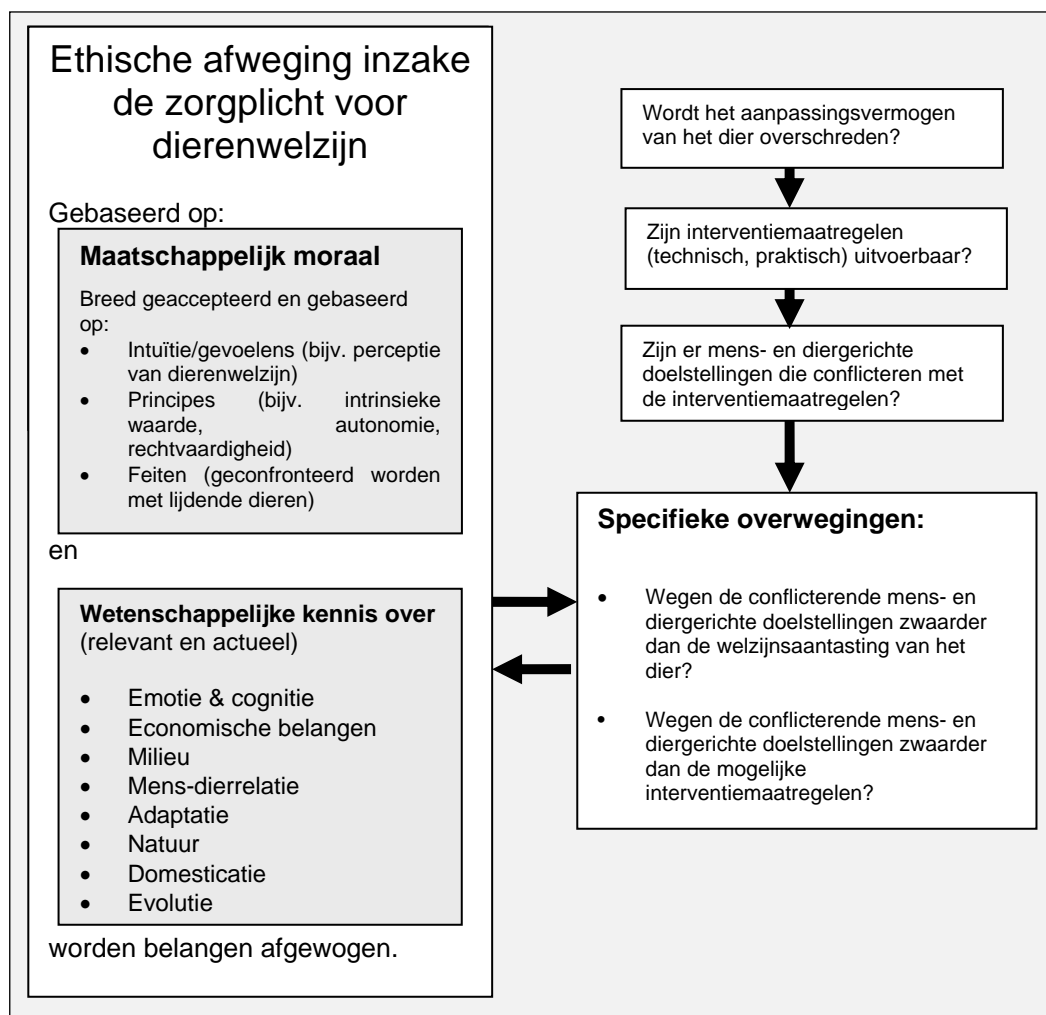 Ethische afweging inzake
de zorgplicht voor
dierenwelzijn
Gebaseerd op:
Maatschappelijk moraal
Breed geaccepteerd en gebaseerd
op:
• Intuïtie/gevoelens (bijv. perceptie
van dierenwelzijn)
• Principes (bijv. intrinsieke
waarde, autonomie,
rechtvaardigheid)
• Feiten (geconfronteerd worden
met lijdende dieren)
en
Wetenschappelijke kennis over
(relevant en actueel)
• Emotie & cognitie
• Economische belangen
• Milieu
• Mens-dierrelatie
• Adaptatie
• Natuur
• Domesticatie
• Evolutie
worden belangen afgewogen.
Wordt het aanpassingsvermogen
van het dier overschreden?
Zijn interventiemaatregelen
(technisch, praktisch) uitvoerbaar?
Zijn er mens- en diergerichte
doelstellingen die conflicteren met
de interventiemaatregelen?
Specifieke overwegingen:
• Wegen de conflicterende mens- en
diergerichte doelstellingen zwaarder
dan de welzijnsaantasting van het
dier?
• Wegen de conflicterende mens- en
diergerichte doelstellingen zwaarder
dan de mogelijke
interventiemaatregelen?